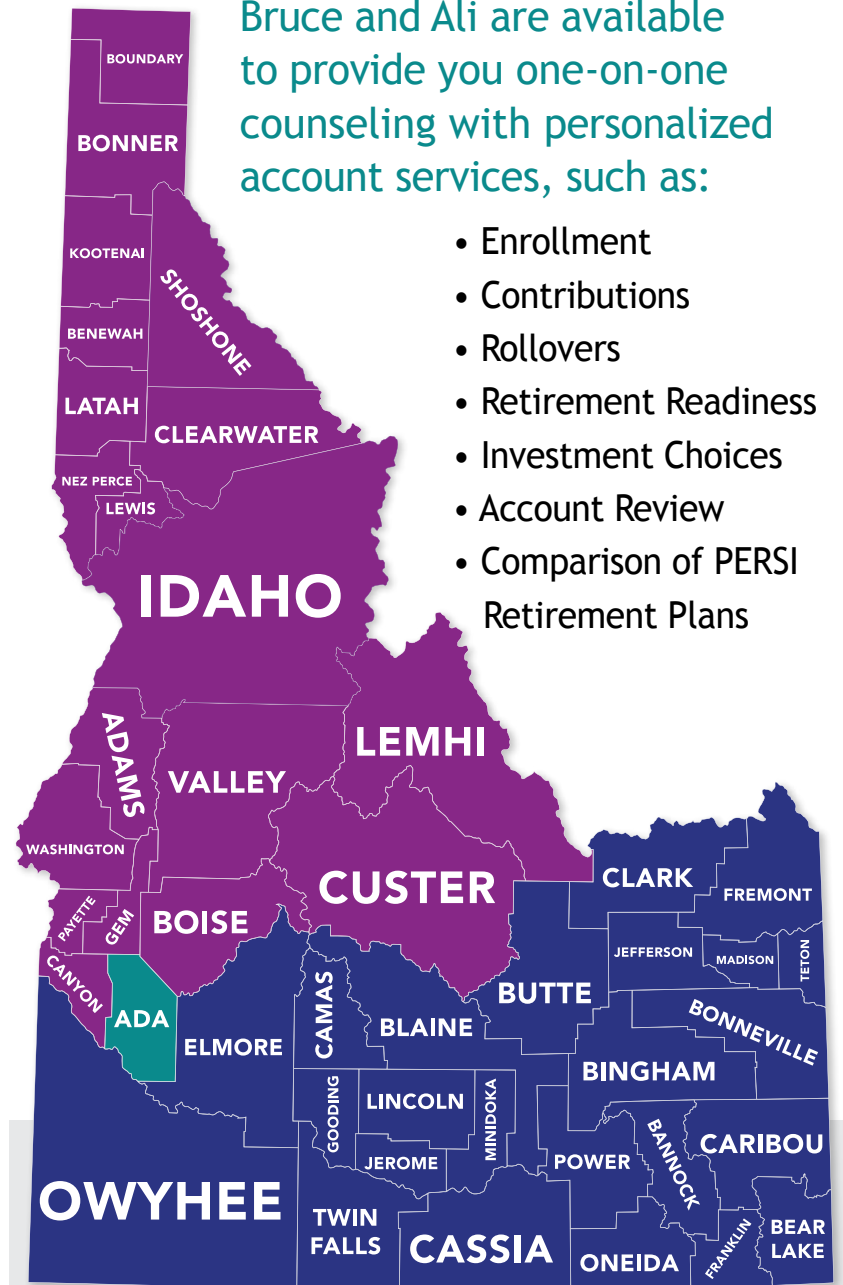 Bruce and Ali are available
to provide you one-on-one
counseling with personalized
account services, such as:
• Enrollment
• Contributions
• Rollovers
• Retirement Readiness
• Investment Choices
• Account Review
• Comparison of PERSI
Retirement Plans
BOUNDARY
BONNER
KOOTENAI
SHOSHONE
BENEWAH
LATAH
CLEARWATER
NEZ PERCE
LEWIS
IDAHO
ADAMS
LEMHI
VALLEY
WASHINGTON
CUSTER
PAYETTE
GEM
BOISE
CANYON
ADA
CLARK
FREMONT
JEFFERSON
MADISON
TETON
BUTTE
BONNEVILLE
ELMORE
CAMAS
BLAINE
BINGHAM
GOODING
LINCOLN
MINIDOKA
JEROME
POWER
BANNOCK
CARIBOU
OWYHEE
TWIN
FALLS
CASSIA
ONEIDA
FRANKLIN
BEAR
LAKE